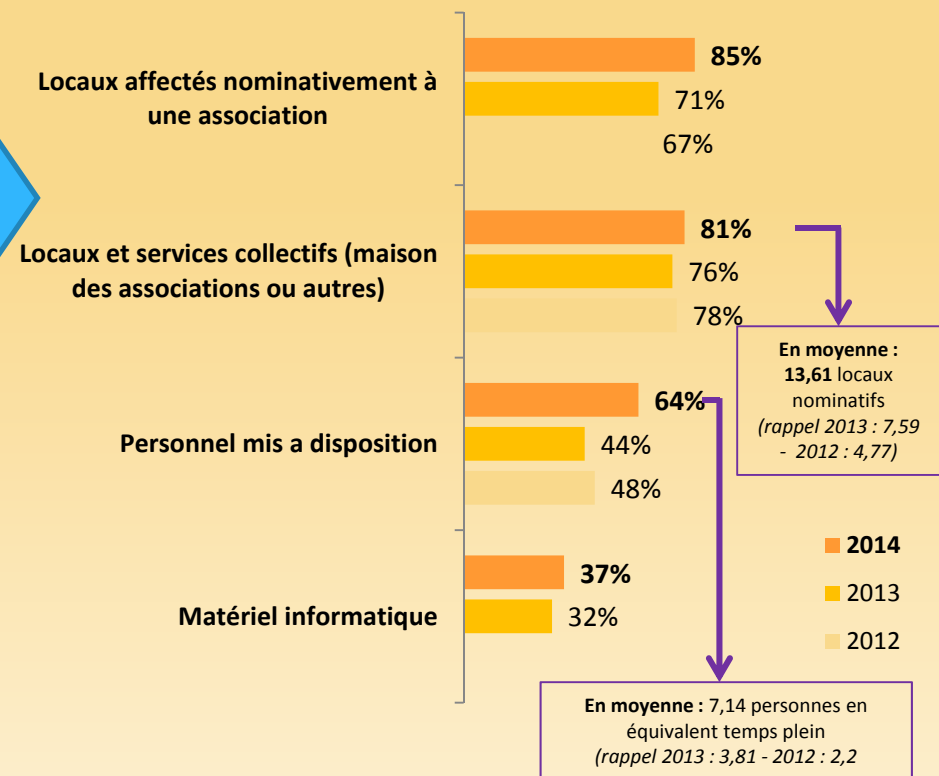 Locaux affectés nominativement à
une association
85%
71%
67%
Locaux et services collectifs (maison
des associations ou autres)
81%
76%
78%
En moyenne :
13,61 locaux
nominatifs
(rappel 2013 : 7,59
- 2012 : 4,77)
Personnel mis a disposition
64%
44%
48%
Matériel informatique
37%
32%
2014
2013
2012
En moyenne : 7,14 personnes en
équivalent temps plein
(rappel 2013 : 3,81 - 2012 : 2,2